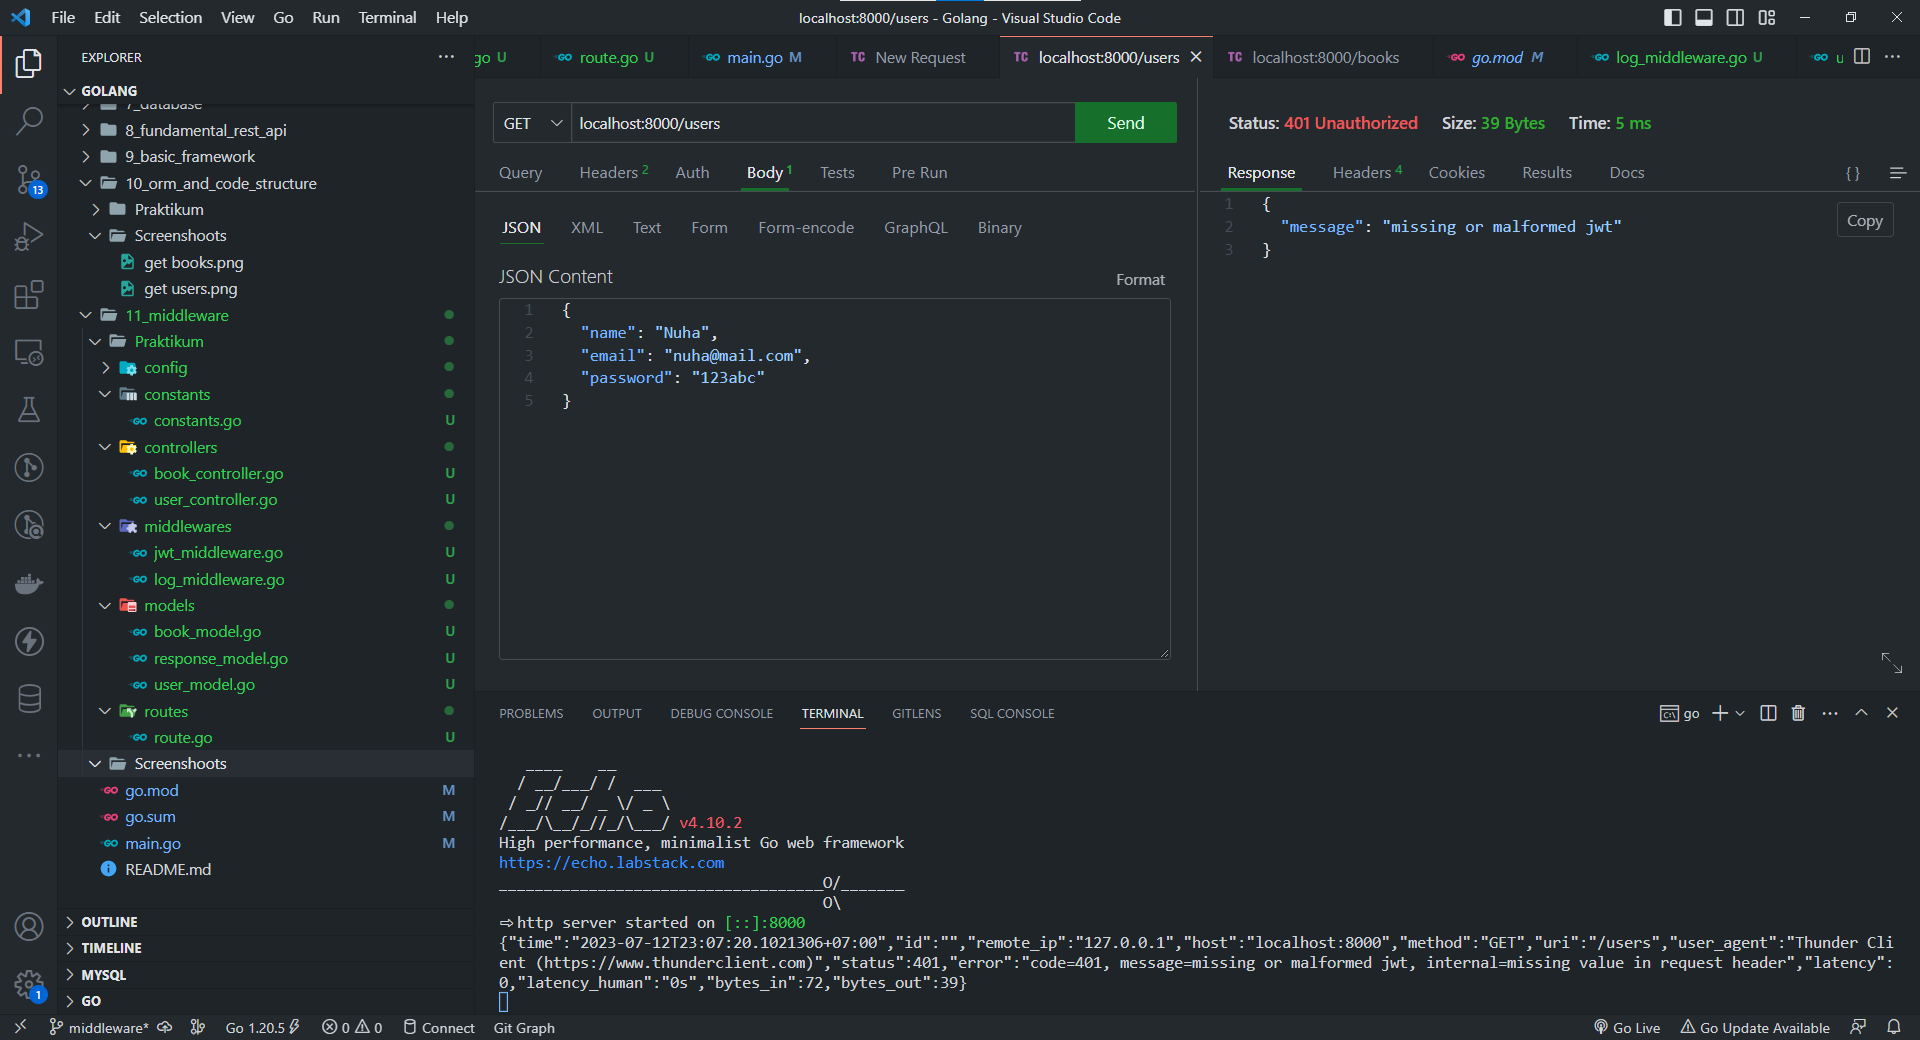 File Edit Selection View Go Run Terminal Help
localhost:8000/users - Golang - Visual Studio Code
EXPLORER
GOLANG
7_database
8_fundamental_rest_api
9_basic_framework
10_orm_and_code_structure
Praktikum
Screenshoots
get books.png
get users.png
11_middleware
Praktikum
config
constants
constants.go U
controllers
book_controller.go U
user_controller.go U
middlewares
jwt_middleware.go U
log_middleware.go U
models
book_model.go U
response_model.go U
user_model.go U
routes
route.go U
Screenshoots
go.mod M
go.sum M
main.go M
README.md
OUTLINE
TIMELINE
MYSQL
GO
13
1
go U
route.go U
main.go M
TC New Request
TC localhost:8000/users
TC localhost:8000/books
go.mod M
log_middleware.go U
u
GET localhost:8000/users Send
Query Headers 2 Auth Body 1 Tests Pre Run
JSON XML Text Form Form-encode GraphQL Binary
JSON Content Format
1 {
2 "name": "Nuha",
3 "email": "nuha@mail.com",
4 "password": "123abc"
5 }
Status: 401 Unauthorized Size: 39 Bytes Time: 5 ms
Response Headers 4 Cookies Results Docs { }
1 {
2 "message": "missing or malformed jwt"
3 }
Copy
PROBLEMS OUTPUT DEBUG CONSOLE TERMINAL GITLENS SQL CONSOLE
go
v4.10.2
High performance, minimalist Go web framework
https://echo.labstack.com
____________________________________O/_______
O\
⇨ http server started on [::]:8000
{"time":"2023-07-12T23:07:20.1021306+07:00","id":"","remote_ip":"127.0.0.1","host":"localhost:8000","method":"GET","uri":"/users","user_agent":"Thunder Cli
ent (https://www.thunderclient.com)","status":401,"error":"code=401, message=missing or malformed jwt, internal=missing value in request header","latency":
0,"latency_human":"0s","bytes_in":72,"bytes_out":39}
middleware* Go 1.20.5 0 0 Connect Git Graph
Go Live Go Update Available